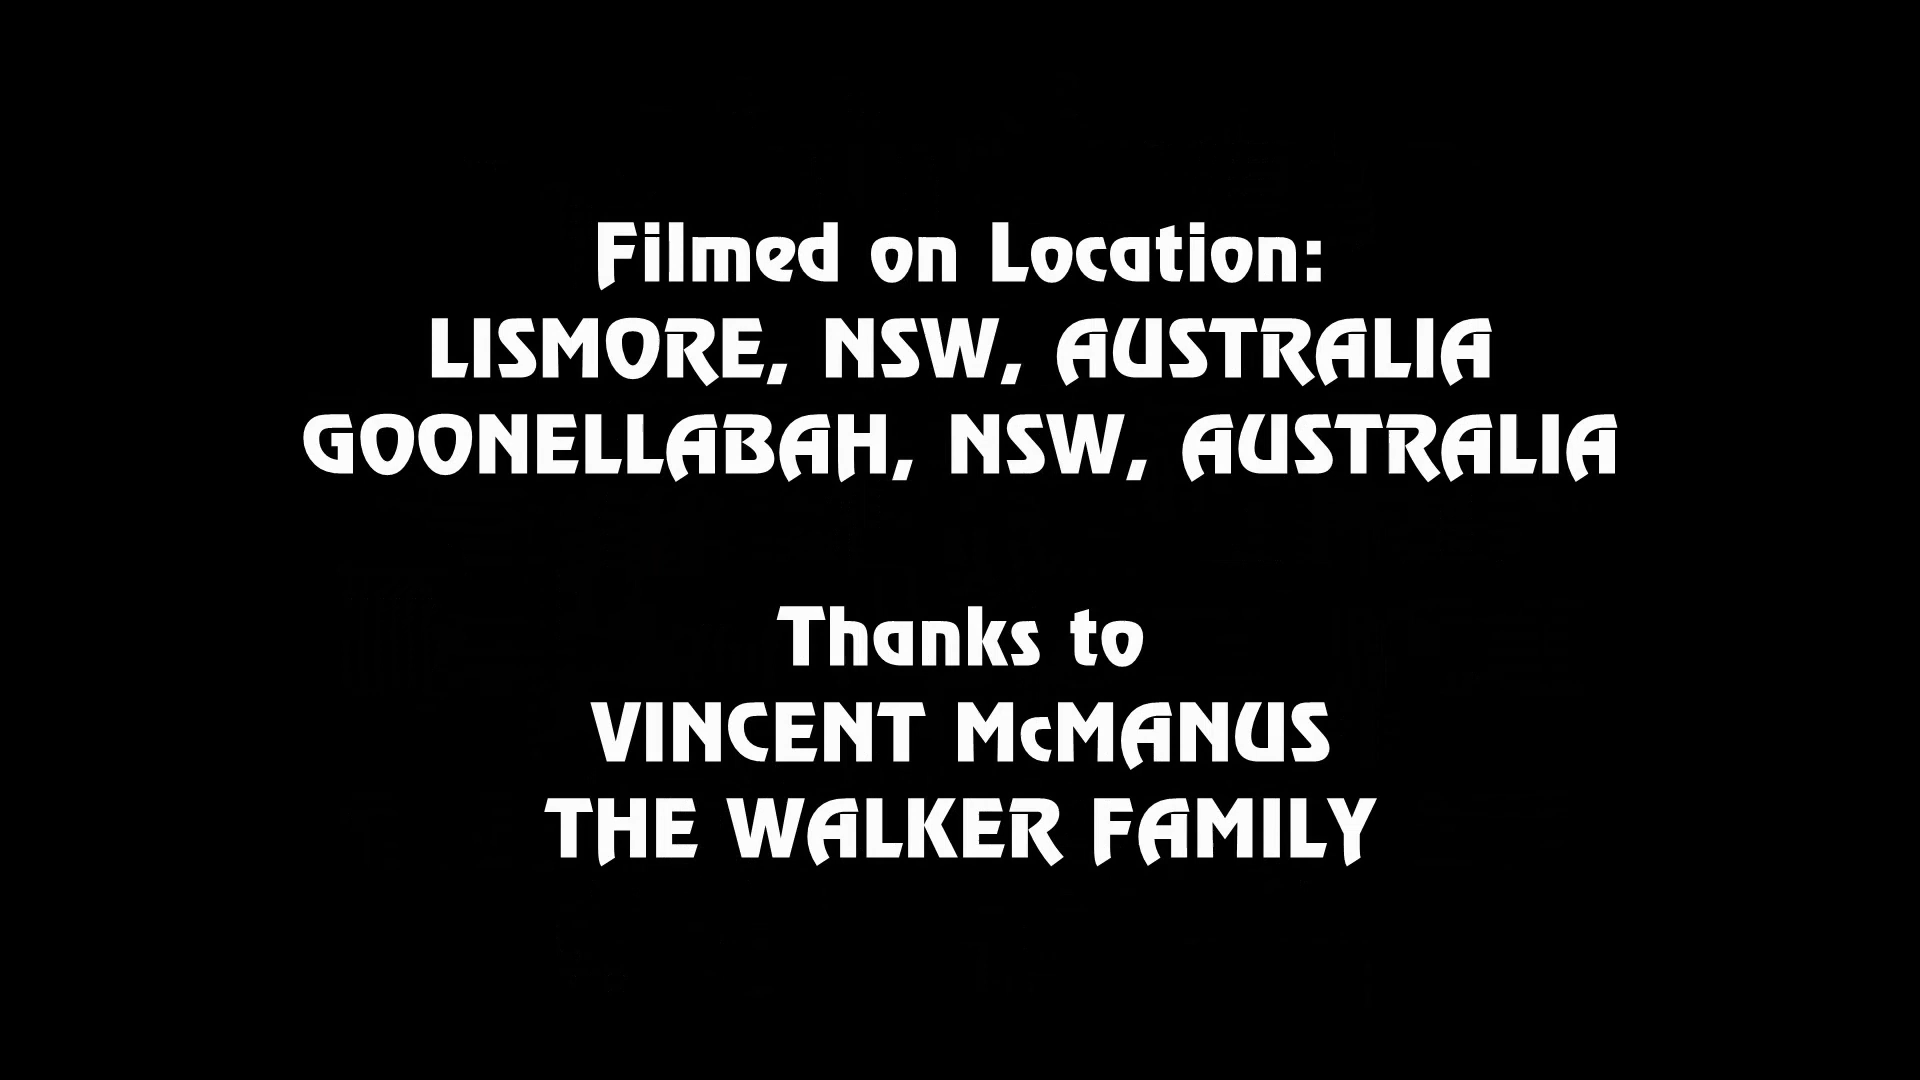 Filmed on Location:
LISMORE, NSW, AUSTRALIA
GOONELLABAH, NSW, AUSTRALIA
Thanks to
VINCENT McMANUS
THE WALKER FAMILY